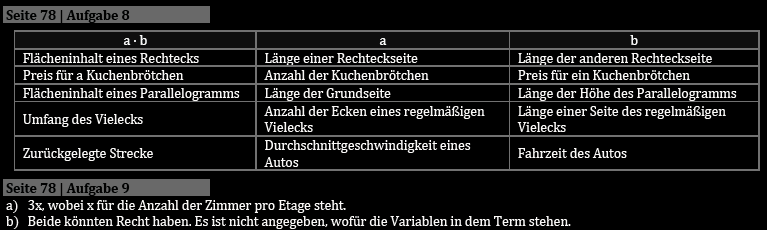 Seite 78 | Aufgabe 8
a · b a b
Flächeninhalt eines Rechtecks Länge einer Rechteckseite Länge der anderen Rechteckseite
Preis für a Kuchenbrötchen Anzahl der Kuchenbrötchen Preis für ein Kuchenbrötchen
Flächeninhalt eines Parallelogramms Länge der Grundseite Länge der Höhe des Parallelogramms
Umfang des Vielecks Anzahl der Ecken eines regelmäßigen Vielecks Länge einer Seite des regelmäßigen Vielecks
Zurückgelegte Strecke Durchschnittgeschwindigkeit eines Autos Fahrzeit des Autos
Seite 78 | Aufgabe 9
a) 3x, wobei x für die Anzahl der Zimmer pro Etage steht.
b) Beide könnten Recht haben. Es ist nicht angegeben, wofür die Variablen in dem Term stehen.